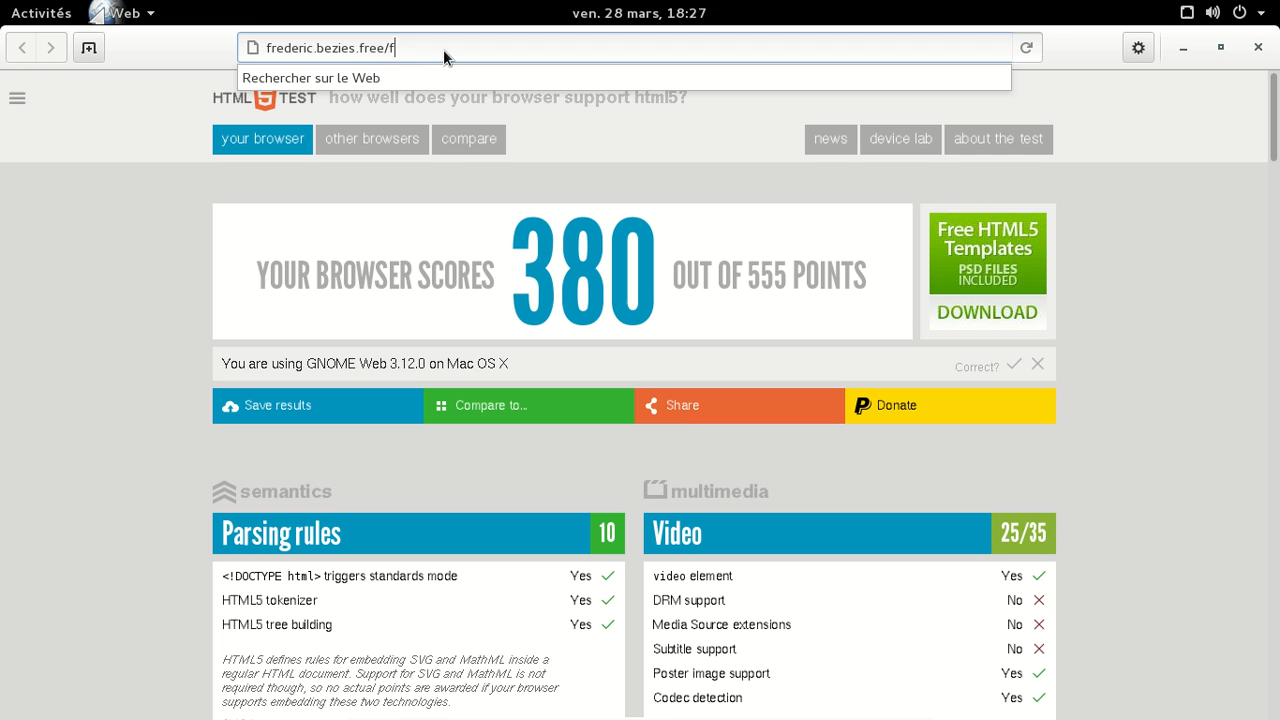 Activités Web ven. 28 mars, 18:27
frederic.bezies.free/f
Rechercher sur le Web
HTML5TEST how well does your browser support html5?
your browser other browsers compare news device lab about the test
YOUR BROWSER SCORES 380 OUT OF 555 POINTS
Free HTML5
Templates
PSD FILES
INCLUDED
DOWNLOAD
You are using GNOME Web 3.12.0 on Mac OS X Correct?
Save results Compare to... Share Donate
semantics
Parsing rules 10
<!DOCTYPE html> triggers standards mode Yes
HTML5 tokenizer Yes
HTML5 tree building Yes
HTML5 defines rules for embedding SVG and MathML inside a
regular HTML document. Support for SVG and MathML is not
required though, so no actual points are awarded if your browser
supports embedding these two technologies.
multimedia
Video 25/35
video element Yes
DRM support No
Media Source extensions No
Subtitle support No
Poster image support Yes
Codec detection Yes